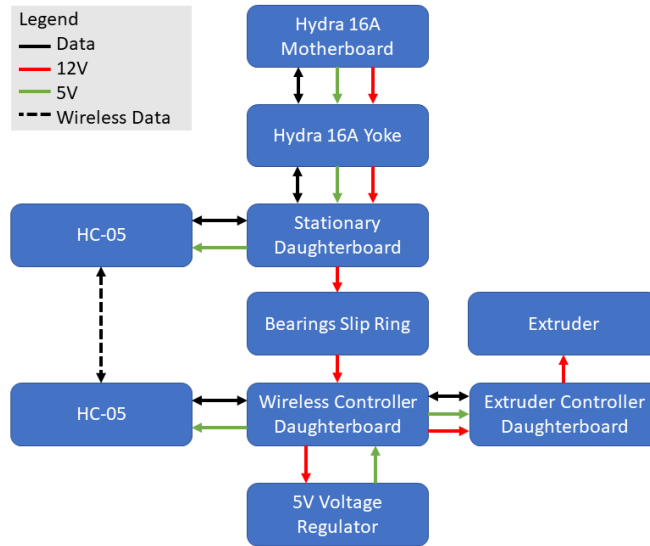 Legend
Data
12V
5V
Wireless Data
Hydra 16A
Motherboard
Hydra 16A Yoke
HC-05
Stationary
Daughterboard
Bearings Slip Ring
Extruder
HC-05
Wireless Controller
Daughterboard
Extruder Controller
Daughterboard
5V Voltage
Regulator